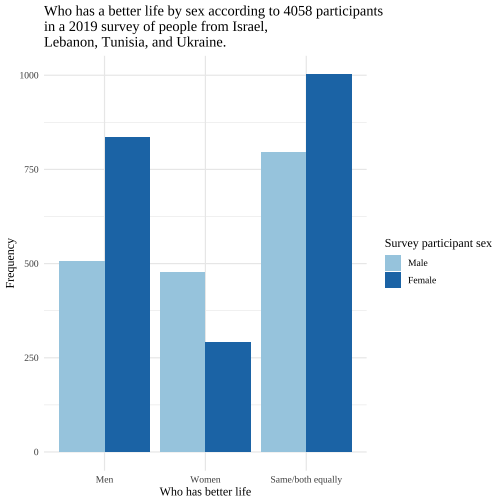 Who has a better life by sex according to 4058 participants
in a 2019 survey of people from Israel,
Lebanon, Tunisia, and Ukraine.
1000
750
500
250
0
Frequency
Men
Women
Same/both equally
Who has better life
Survey participant sex
Male
Female